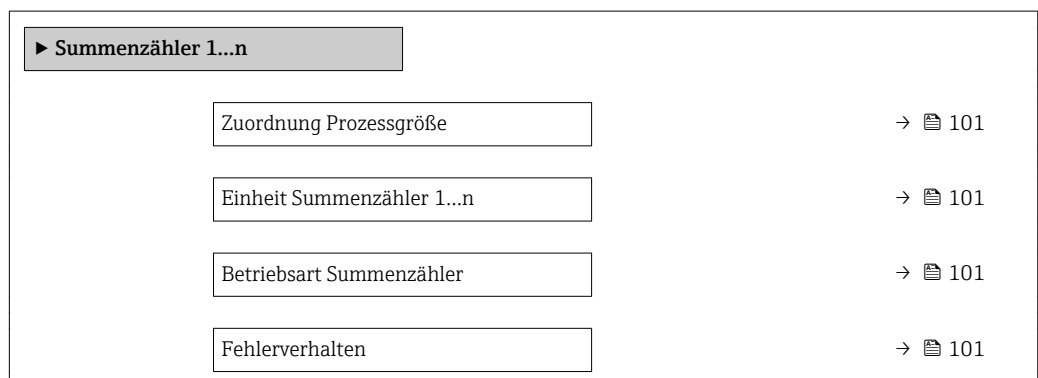 ▶ Summenzähler 1...n
Zuordnung Prozessgröße → 101
Einheit Summenzähler 1...n → 101
Betriebsart Summenzähler → 101
Fehlerverhalten → 101